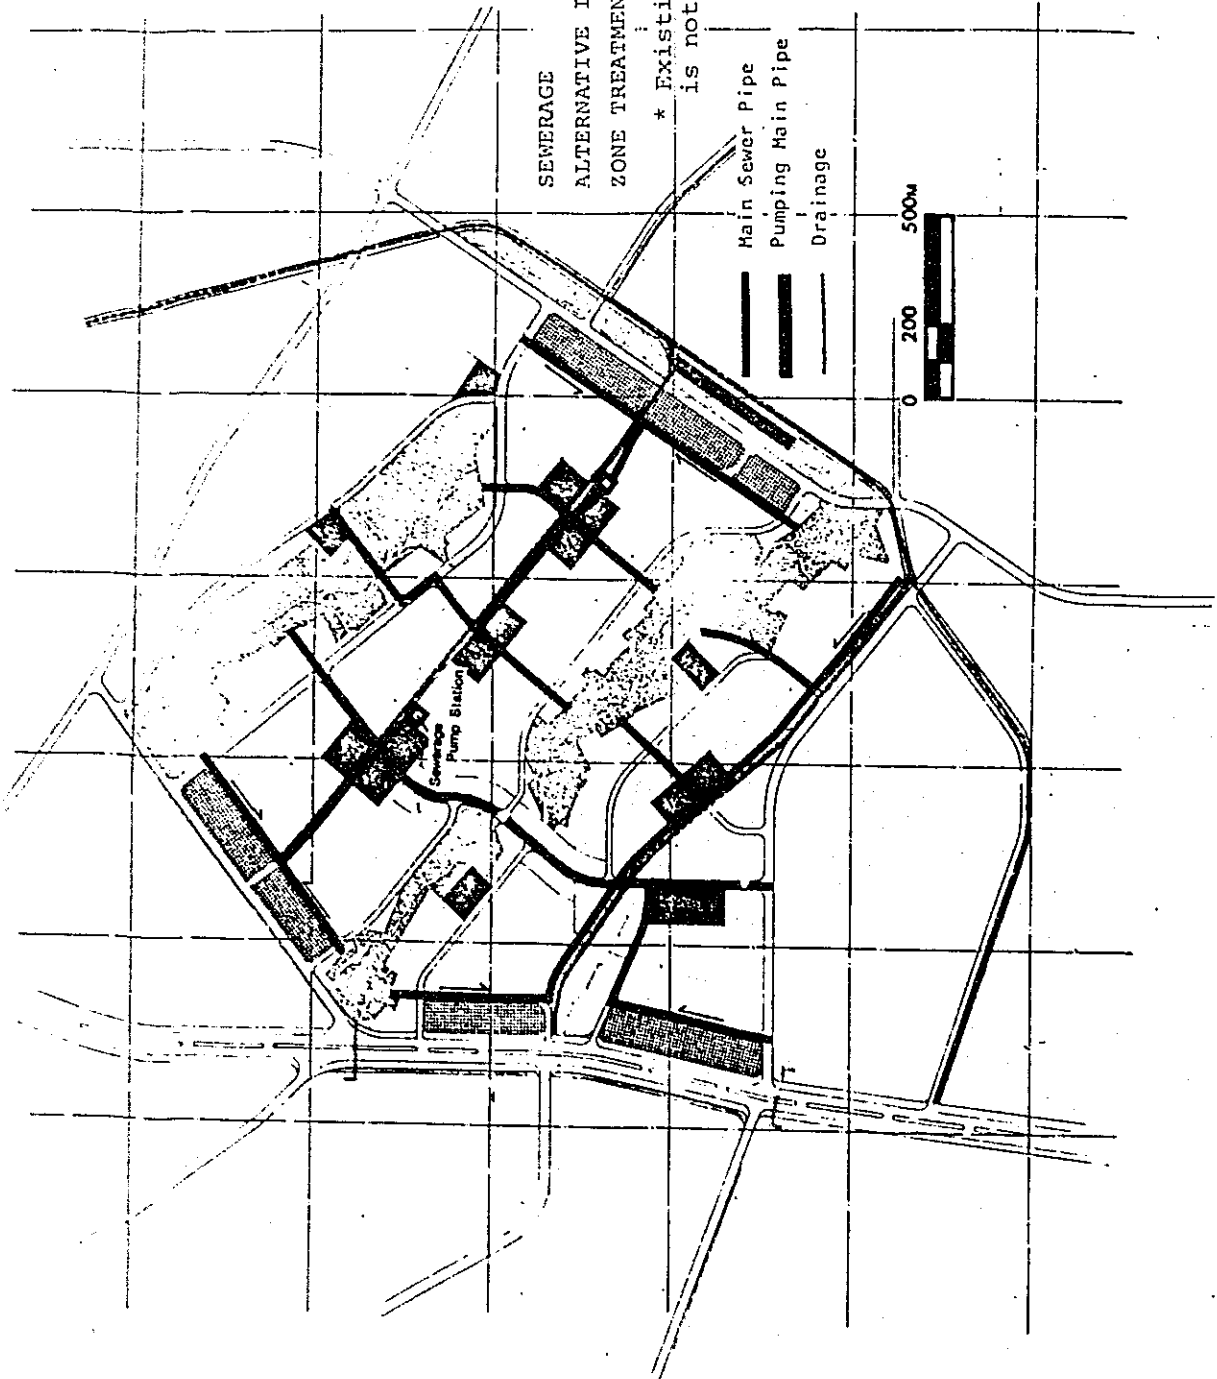 SEWERAGE
ALTERNATIVE
ZONE TREATMEN
* Existi
is not
Main Sewer Pipe
Pumping Main Pipe
Drainage
0 200 500M
Sewerage
Pump Station